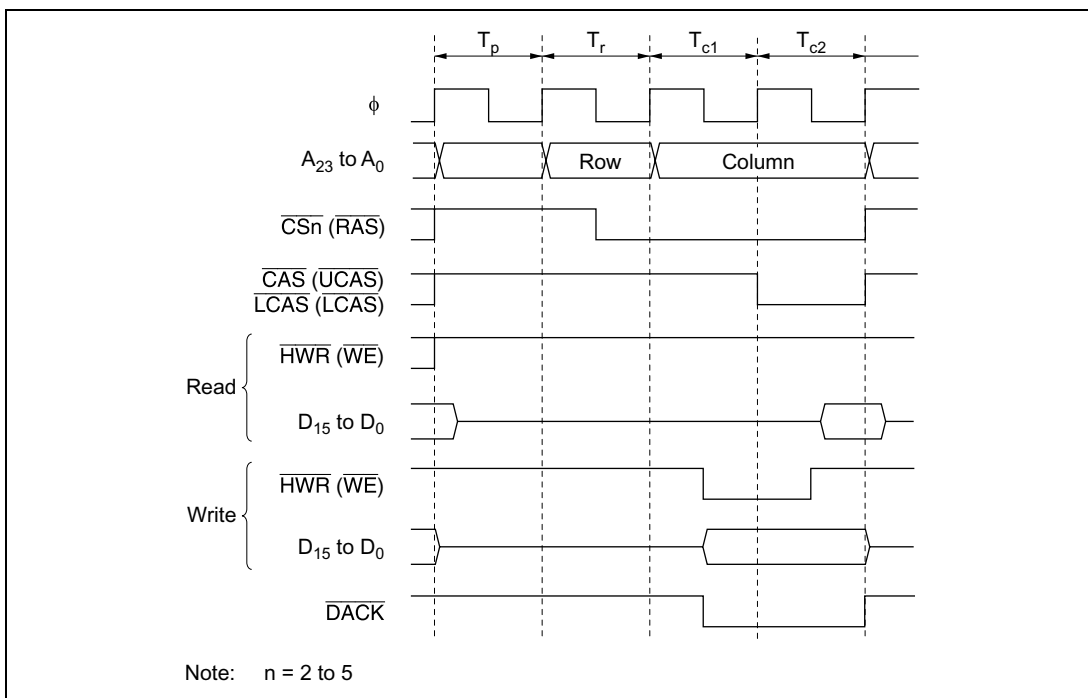 Tp Tr Tc1 Tc2
φ
A23 to A0
Row
Column
CSn (RAS)
CAS (UCAS)
LCAS (LCAS)
Read
HWR (WE)
D15 to D0
Write
HWR (WE)
D15 to D0
DACK
Note: n = 2 to 5